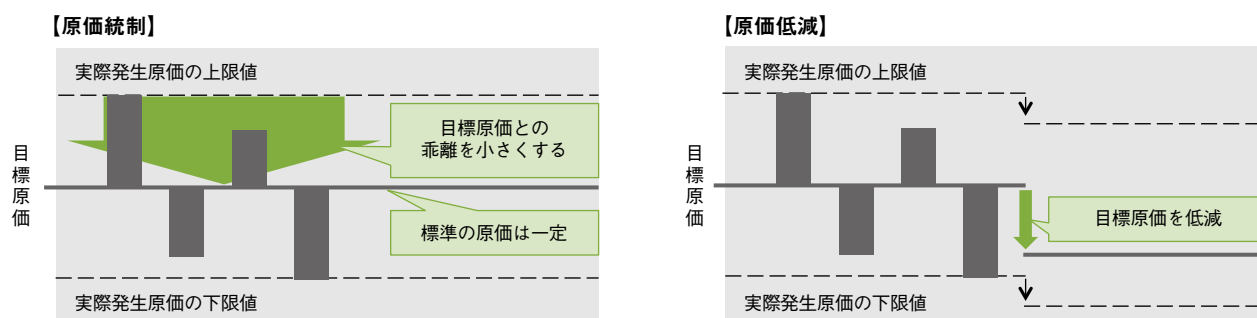 【原価統制】
実際発生原価の上限値
目標原価
目標原価との
乖離を小さくする
標準の原価は一定
実際発生原価の下限値
【原価低減】
実際発生原価の上限値
目標原価
目標原価を低減
実際発生原価の下限値